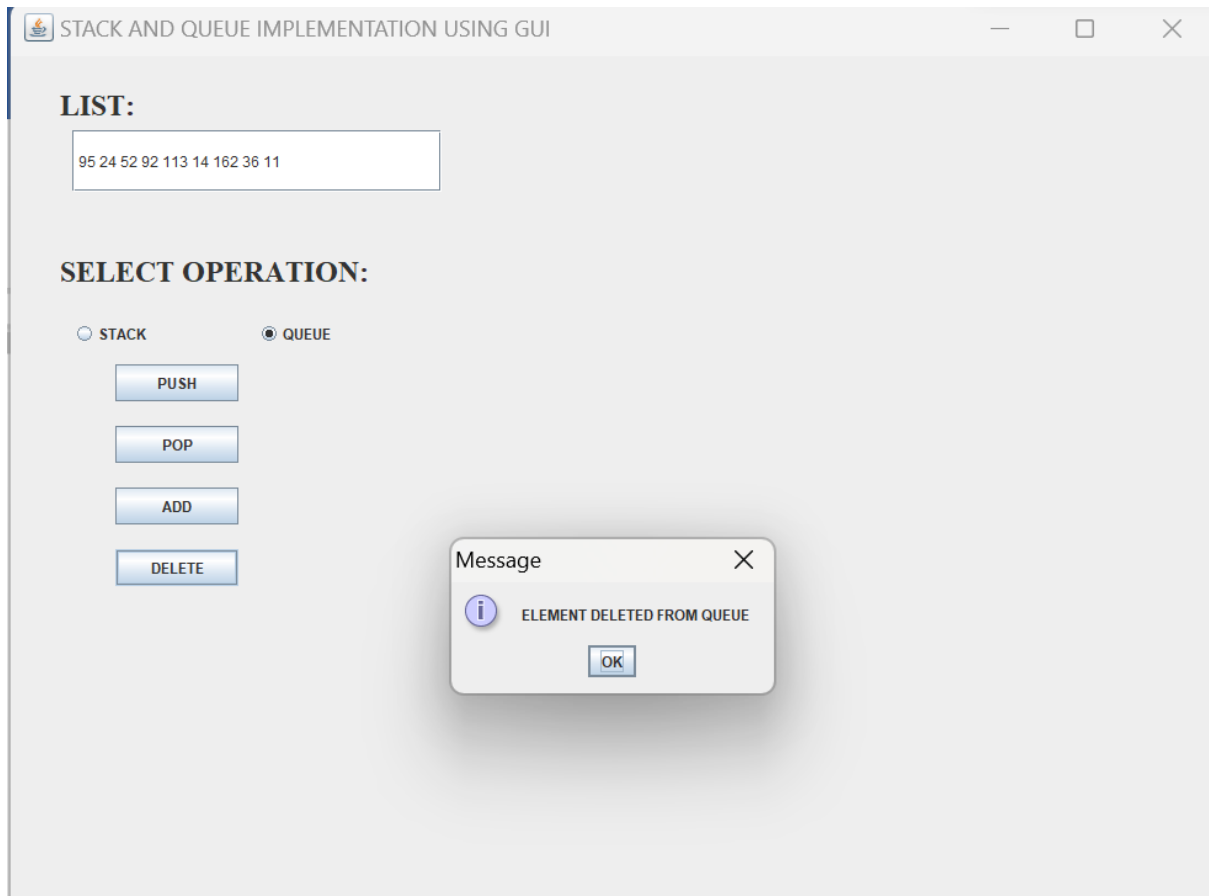 STACK AND QUEUE IMPLEMENTATION USING GUI
LIST:
95 24 52 92 113 14 162 36 11
SELECT OPERATION:
STACK QUEUE
PUSH
POP
ADD
DELETE
Message
ELEMENT DELETED FROM QUEUE
OK